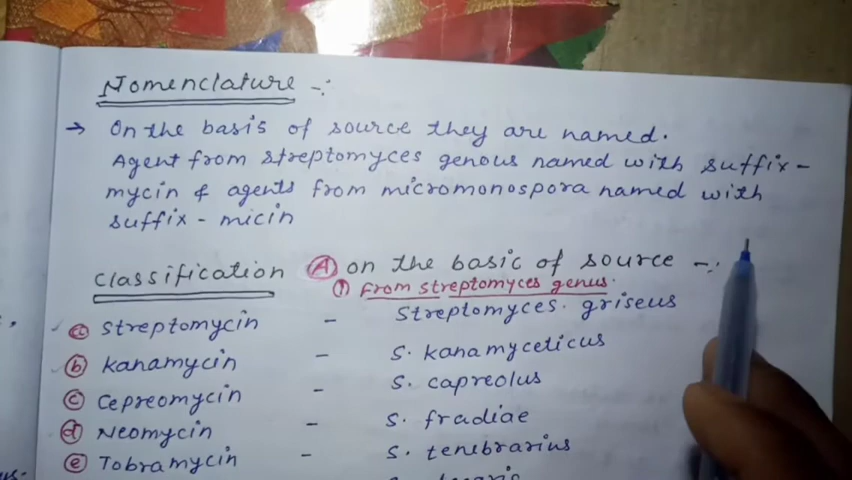 Nomenclature -:
→ On the basis of source they are named.
Agent from streptomyces genous named with suffix -
mycin & agents from micromonospora named with
suffix - micin
Classification (A) on the basic of source -:
(1) From streptomyces genus.
(a) Streptomycin - Streptomyces. griseus
(b) Kanamycin - S. kanamyceticus
(c) Cepreomycin - S. capreolus
(d) Neomycin - S. fradiae
(e) Tobramycin - S. tenebrarius